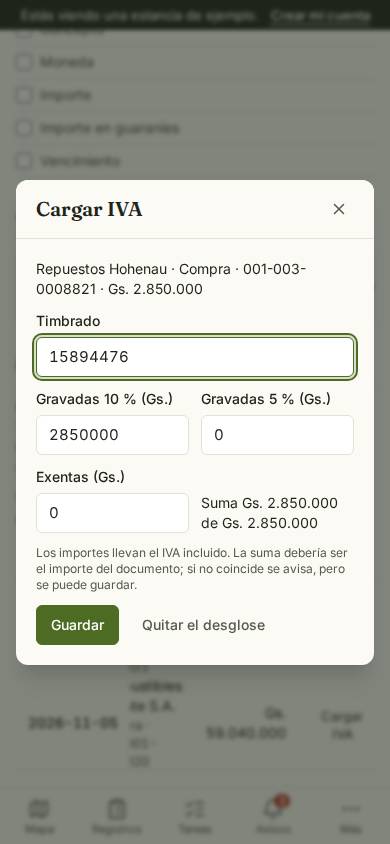 Estás viendo una estancia de ejemplo. Crear mi cuenta
Moneda
Importe
Importe en guaraníes
Vencimiento
Cargar IVA
Repuestos Hohenau · Compra · 001-003-
0008821 · Gs. 2.850.000
Timbrado
15894476
Gravadas 10 % (Gs.) Gravadas 5 % (Gs.)
2850000 0
Exentas (Gs.)
0
Suma Gs. 2.850.000
de Gs. 2.850.000
Los importes llevan el IVA incluido. La suma debería ser
el importe del documento; si no coincide se avisa, pero
se puede guardar.
Guardar Quitar el desglose
2026-11-05
Gs.
59.040.000
Cargar
Mapa Registros Tareas Avisos Más